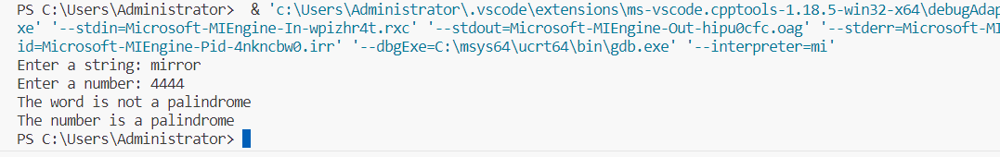 PS C:\Users\Administrator>  & 'c:\Users\Administrator\.vscode\extensions\ms-vscode.cpptools-1.18.5-win32-x64\debugAdap
xe' '--stdin=Microsoft-MIEngine-In-wpizhr4t.rxc' '--stdout=Microsoft-MIEngine-Out-hipu0cfc.oag' '--stderr=Microsoft-MI
id=Microsoft-MIEngine-Pid-4nkncbw0.irr' '--dbgExe=C:\msys64\ucrt64\bin\gdb.exe' '--interpreter=mi'
Enter a string: mirror
Enter a number: 4444
The word is not a palindrome
The number is a palindrome
PS C:\Users\Administrator>